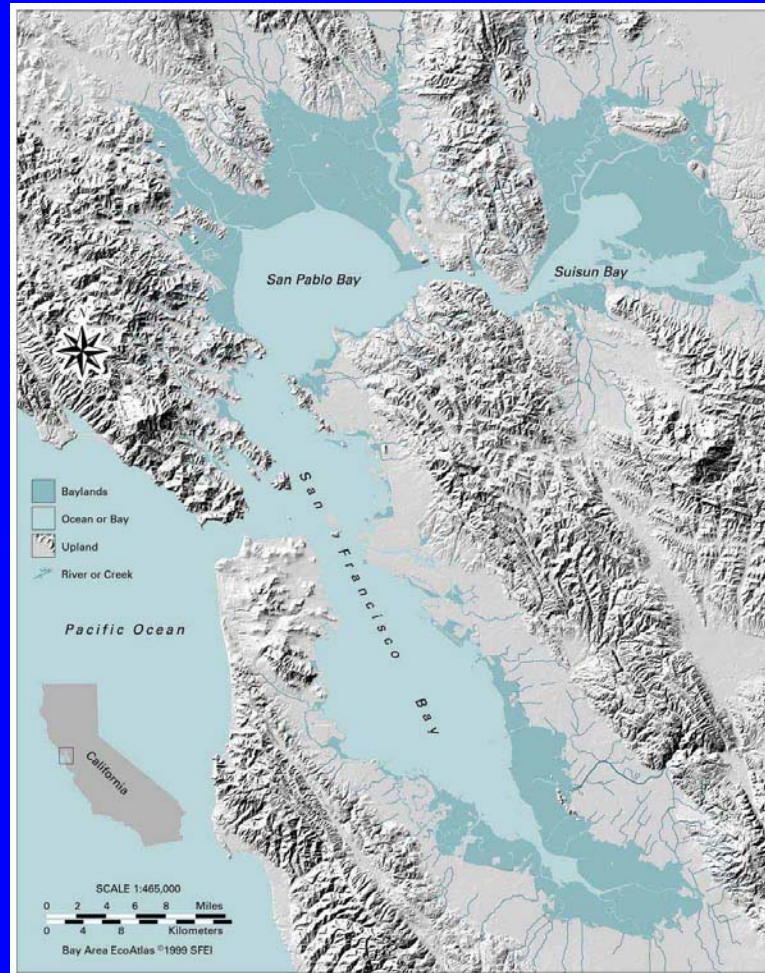 N
San Pablo Bay
Suisun Bay
San Francisco Bay
Baylands
Ocean or Bay
Upland
River or Creek
Pacific Ocean
California
SCALE 1:465,000
0 2 4 6 8 Miles
0 4 8 Kilometers
Bay Area EcoAtlas ©1999 SFEI